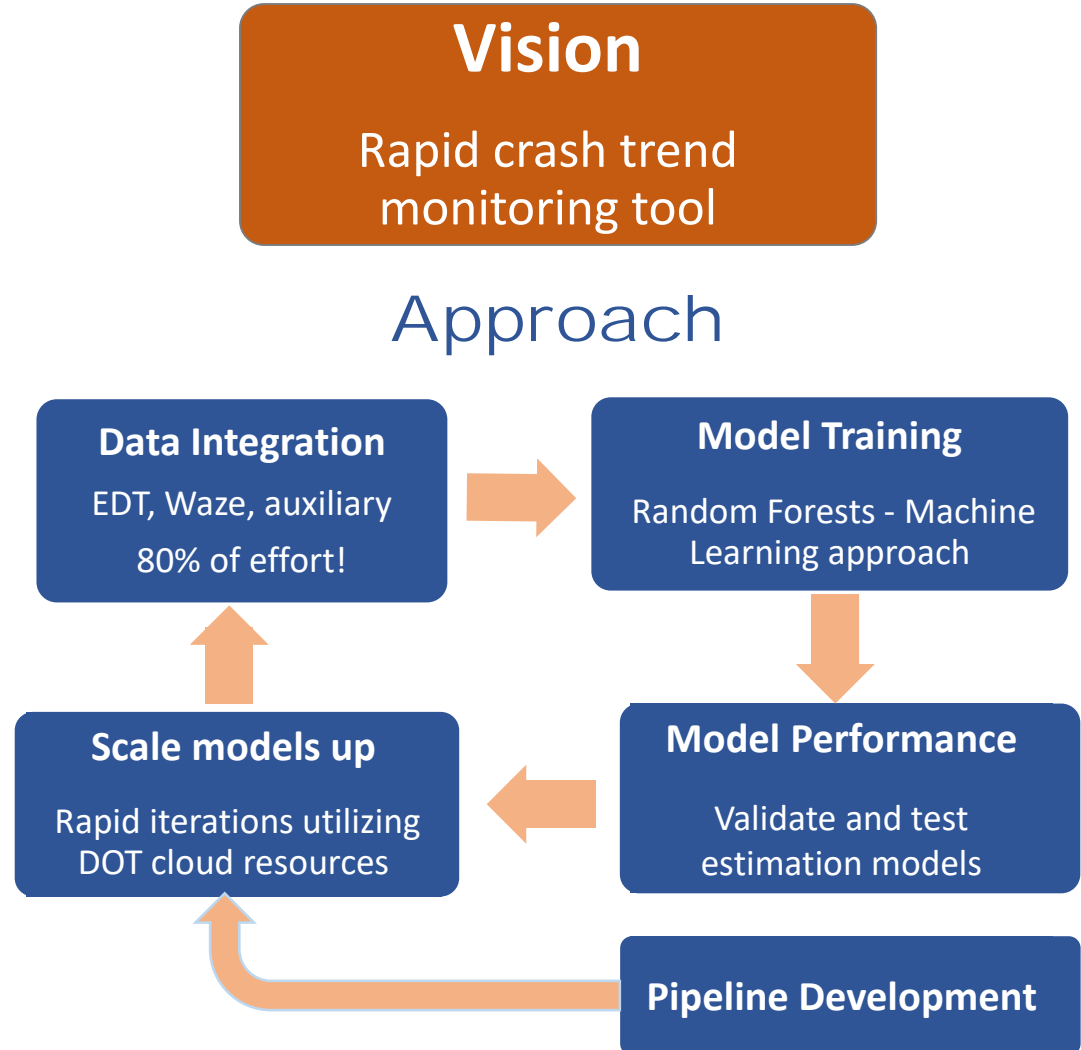 Vision
Rapid crash trend
monitoring tool
Approach
Data Integration
EDT, Waze, auxiliary
80% of effort!
Model Training
Random Forests - Machine
Learning approach
Model Performance
Validate and test
estimation models
Scale models up
Rapid iterations utilizing
DOT cloud resources
Pipeline Development